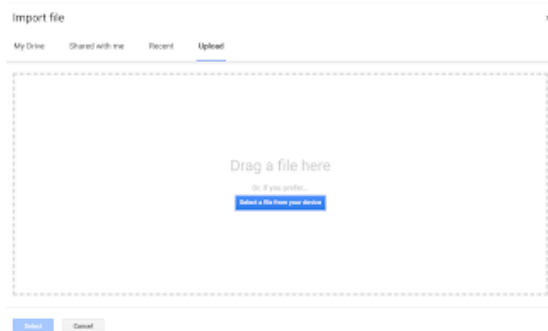 Import file
My Drive Shared with me Recent Upload
Drag a file here
Or, if you prefer...
Select a file from your device
Select Cancel